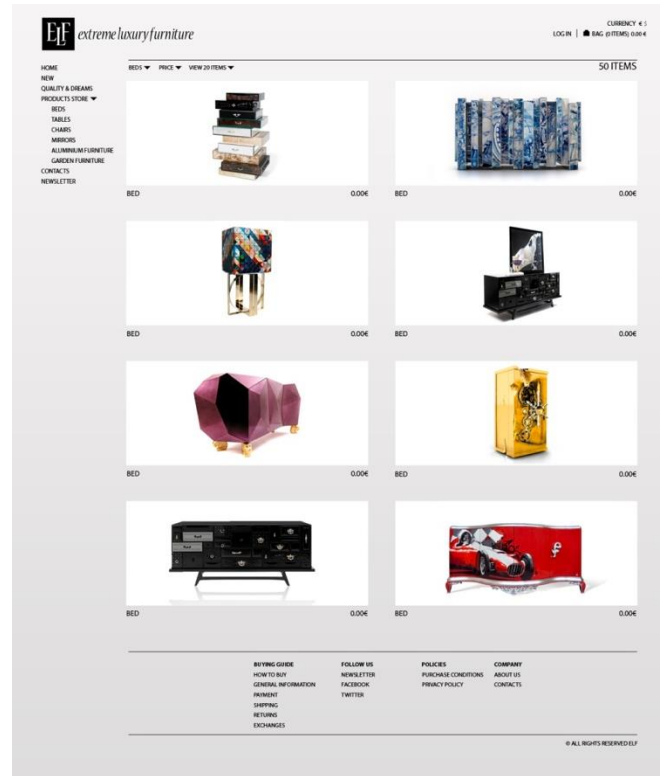 ELF extreme luxury furniture
CURRENCY € $
LOG IN | BAG (0 ITEMS) 0.00 €
HOME
NEW
QUALITY & DREAMS
PRODUCTS STORE
BEDS
TABLES
CHAIRS
MIRRORS
ALUMINIUM FURNITURE
GARDEN FURNITURE
CONTACTS
NEWSLETTER
BEDS PRICE VIEW 20 ITEMS 50 ITEMS
BED 0.00€ BED 0.00€
BED 0.00€ BED 0.00€
BED 0.00€ BED 0.00€
BED 0.00€ BED 0.00€
BUYING GUIDE
HOW TO BUY
GENERAL INFORMATION
PAYMENT
SHIPPING
RETURNS
EXCHANGES
FOLLOW US
NEWSLETTER
FACEBOOK
TWITTER
POLICIES
PURCHASE CONDITIONS
PRIVACY POLICY
COMPANY
ABOUT US
CONTACTS
© ALL RIGHTS RESERVED ELF